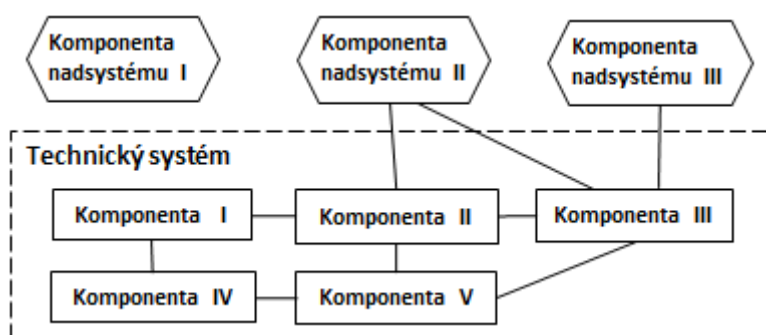 Komponenta
nadsystému I
Komponenta
nadsystému II
Komponenta
nadsystému III
Technický systém
Komponenta I
Komponenta II
Komponenta III
Komponenta IV
Komponenta V